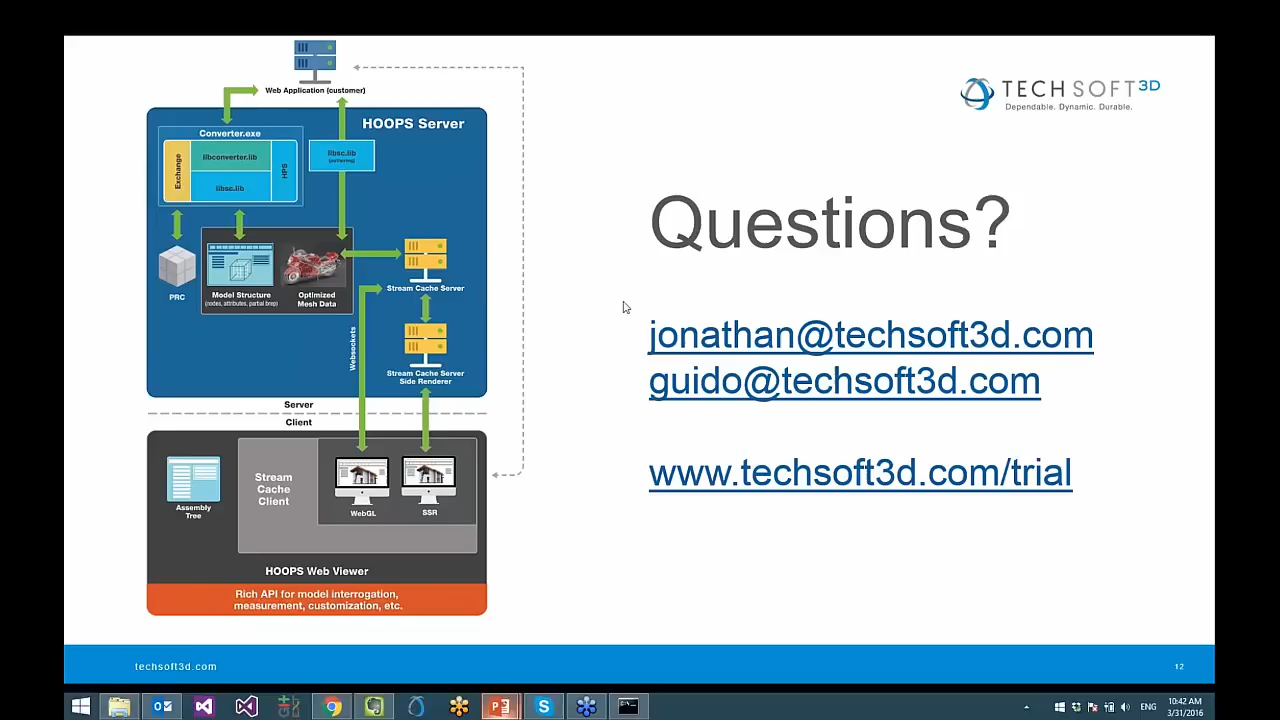 Web Application (customer)
HOOPS Server
Converter.exe
Exchange
libconverter.lib
libsc.lib
HPS
libsc.lib
(authoring)
PRC
Model Structure
(nodes, attributes, partial brep)
Optimized
Mesh Data
Stream Cache Server
Websockets
Stream Cache Server
Side Renderer
Server
Client
Assembly
Tree
Stream
Cache
Client
WebGL
SSR
HOOPS Web Viewer
Rich API for model interrogation,
measurement, customization, etc.
TECH SOFT 3D
Dependable. Dynamic. Durable.
Questions?
jonathan@techsoft3d.com
guido@techsoft3d.com
www.techsoft3d.com/trial
techsoft3d.com
12
ENG
10:42 AM
3/31/2016